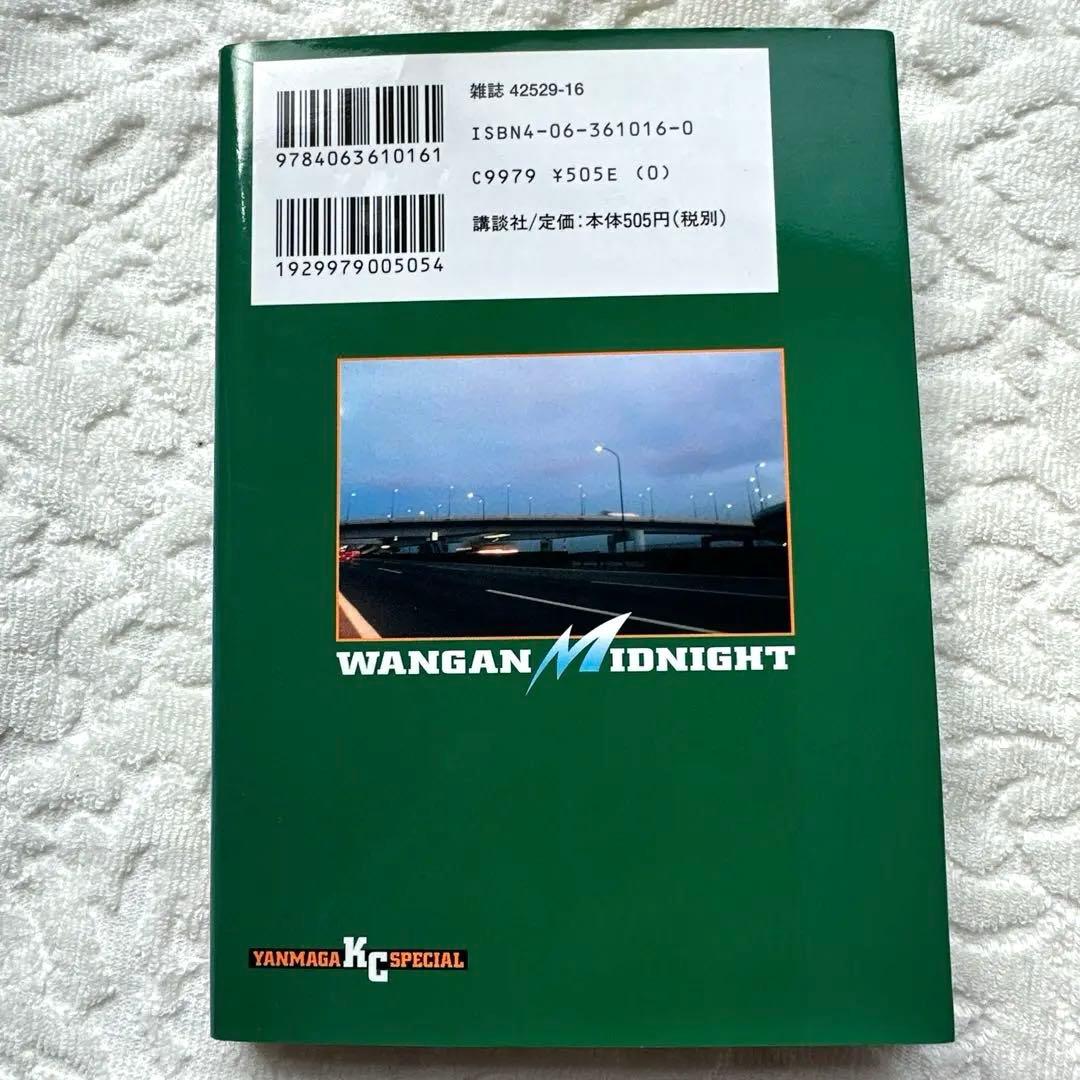 雑誌 42529-16
ISBN4-06-361016-0
9784063610161
C9979 ¥505E (0)
講談社/定価:本体505円(税別)
1929979005054
WANGAN MIDNIGHT
YANMAGA KC SPECIAL